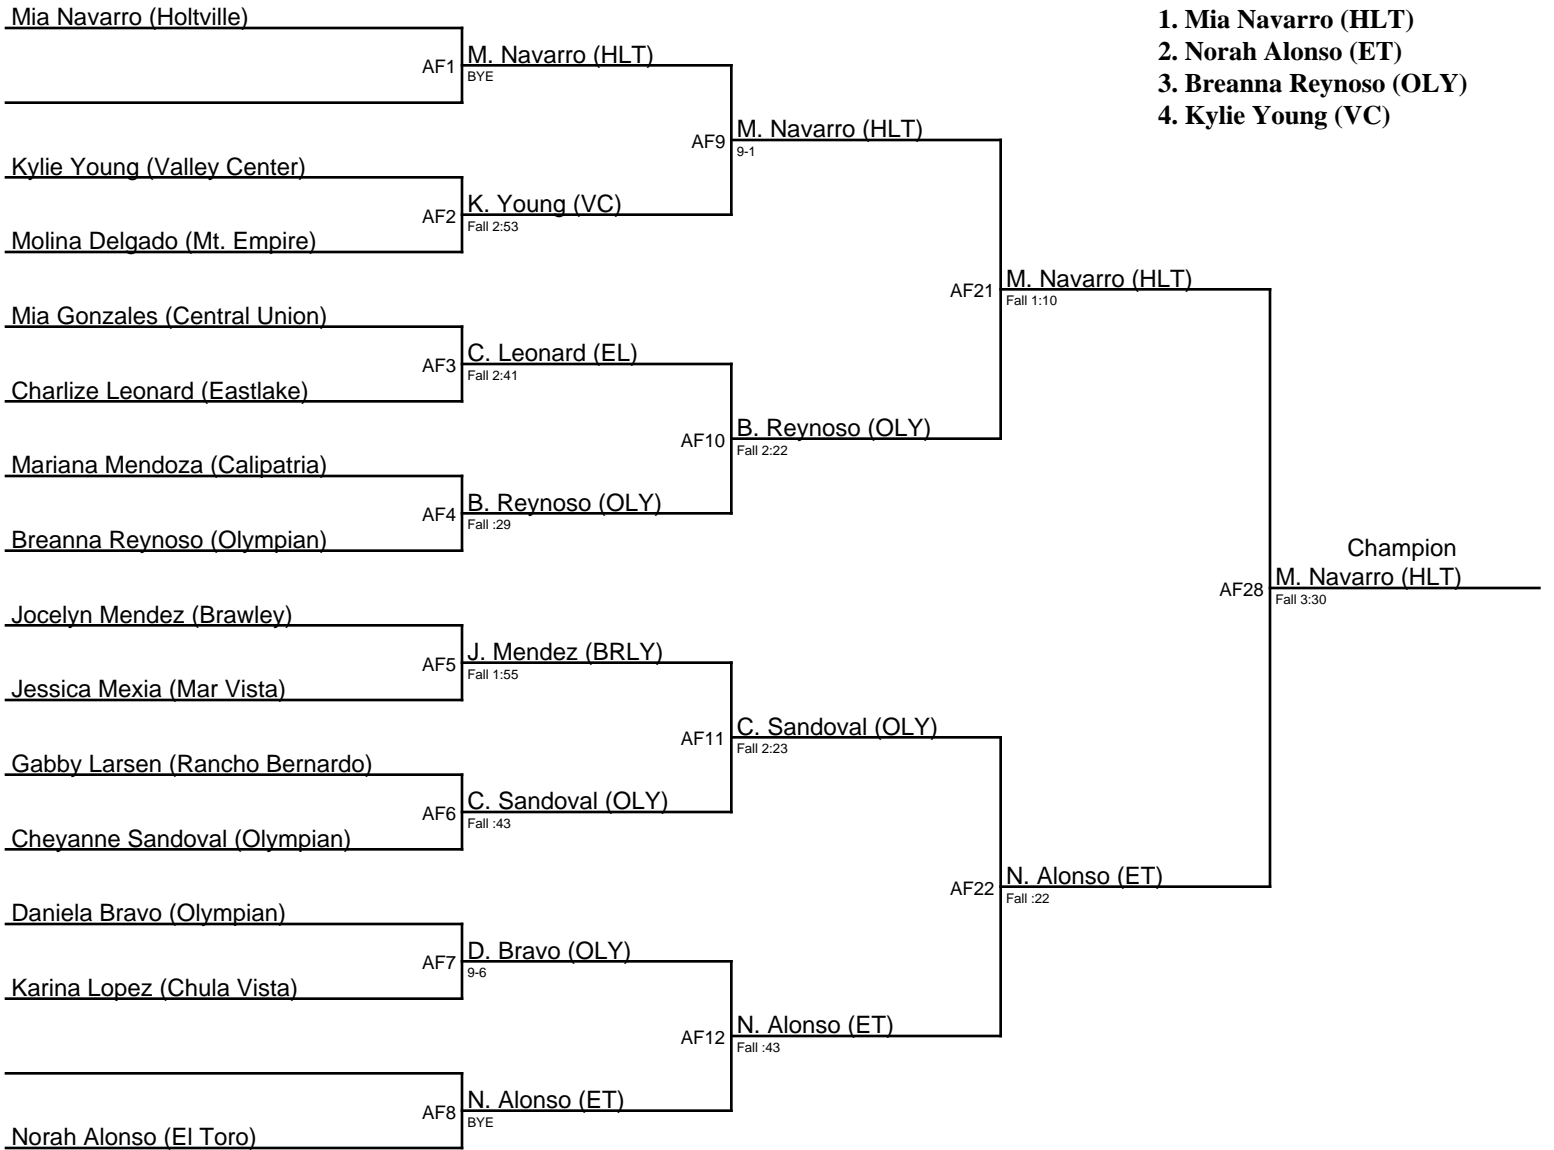 Mia Navarro (Holtville)
AF1
M. Navarro (HLT)
BYE
Kylie Young (Valley Center)
AF2
K. Young (VC)
Fall 2:53
Molina Delgado (Mt. Empire)
AF9
M. Navarro (HLT)
9-1
Mia Gonzales (Central Union)
AF3
C. Leonard (EL)
Fall 2:41
Charlize Leonard (Eastlake)
AF10
B. Reynoso (OLY)
Fall 2:22
Mariana Mendoza (Calipatria)
AF4
B. Reynoso (OLY)
Fall :29
Breanna Reynoso (Olympian)
AF21
M. Navarro (HLT)
Fall 1:10
Jocelyn Mendez (Brawley)
AF5
J. Mendez (BRLY)
Fall 1:55
Jessica Mexia (Mar Vista)
AF11
C. Sandoval (OLY)
Fall 2:23
Gabby Larsen (Rancho Bernardo)
AF6
C. Sandoval (OLY)
Fall :43
Cheyanne Sandoval (Olympian)
Daniela Bravo (Olympian)
AF7
D. Bravo (OLY)
9-6
Karina Lopez (Chula Vista)
AF12
N. Alonso (ET)
Fall :43
AF8
N. Alonso (ET)
BYE
Norah Alonso (El Toro)
AF22
N. Alonso (ET)
Fall :22
Champion
AF28
M. Navarro (HLT)
Fall 3:30
1. Mia Navarro (HLT)
2. Norah Alonso (ET)
3. Breanna Reynoso (OLY)
4. Kylie Young (VC)